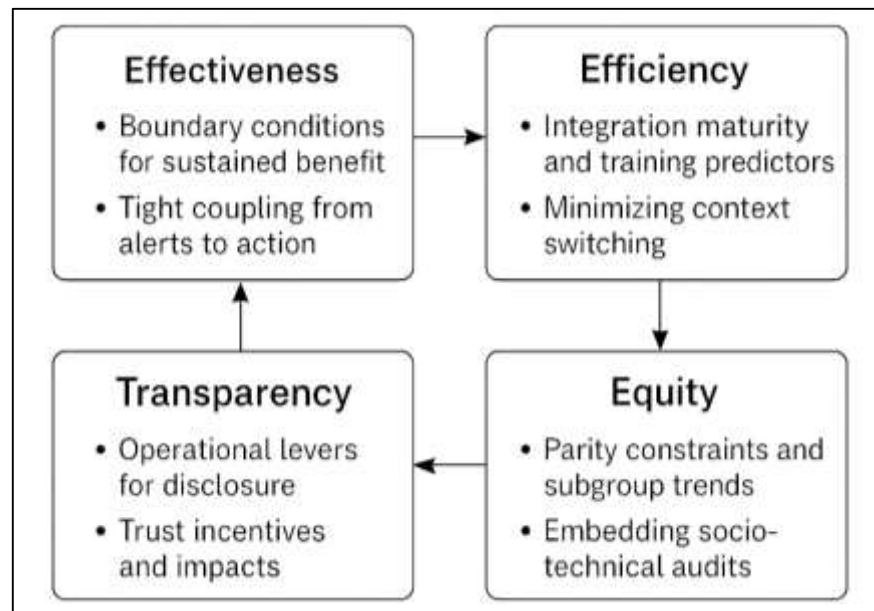 Effectiveness
• Boundary conditions
for sustained benefit
• Tight coupling from
alerts to action
Efficiency
• Integration maturity
and training predictors
• Minimizing context
switching
Transparency
• Operational levers
for disclosure
• Trust incentives
and impacts
Equity
• Parity constraints and
subgroup trends
• Embedding socio-
technical audits